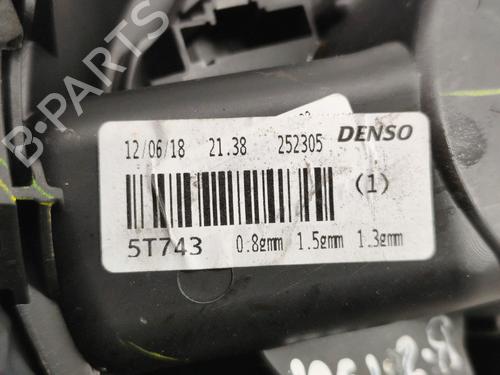 B-PARTS
12/06/18 21.38 252305 DENSO
(1)
5T743 0.8gmm 1.5gmm 1.3gmm